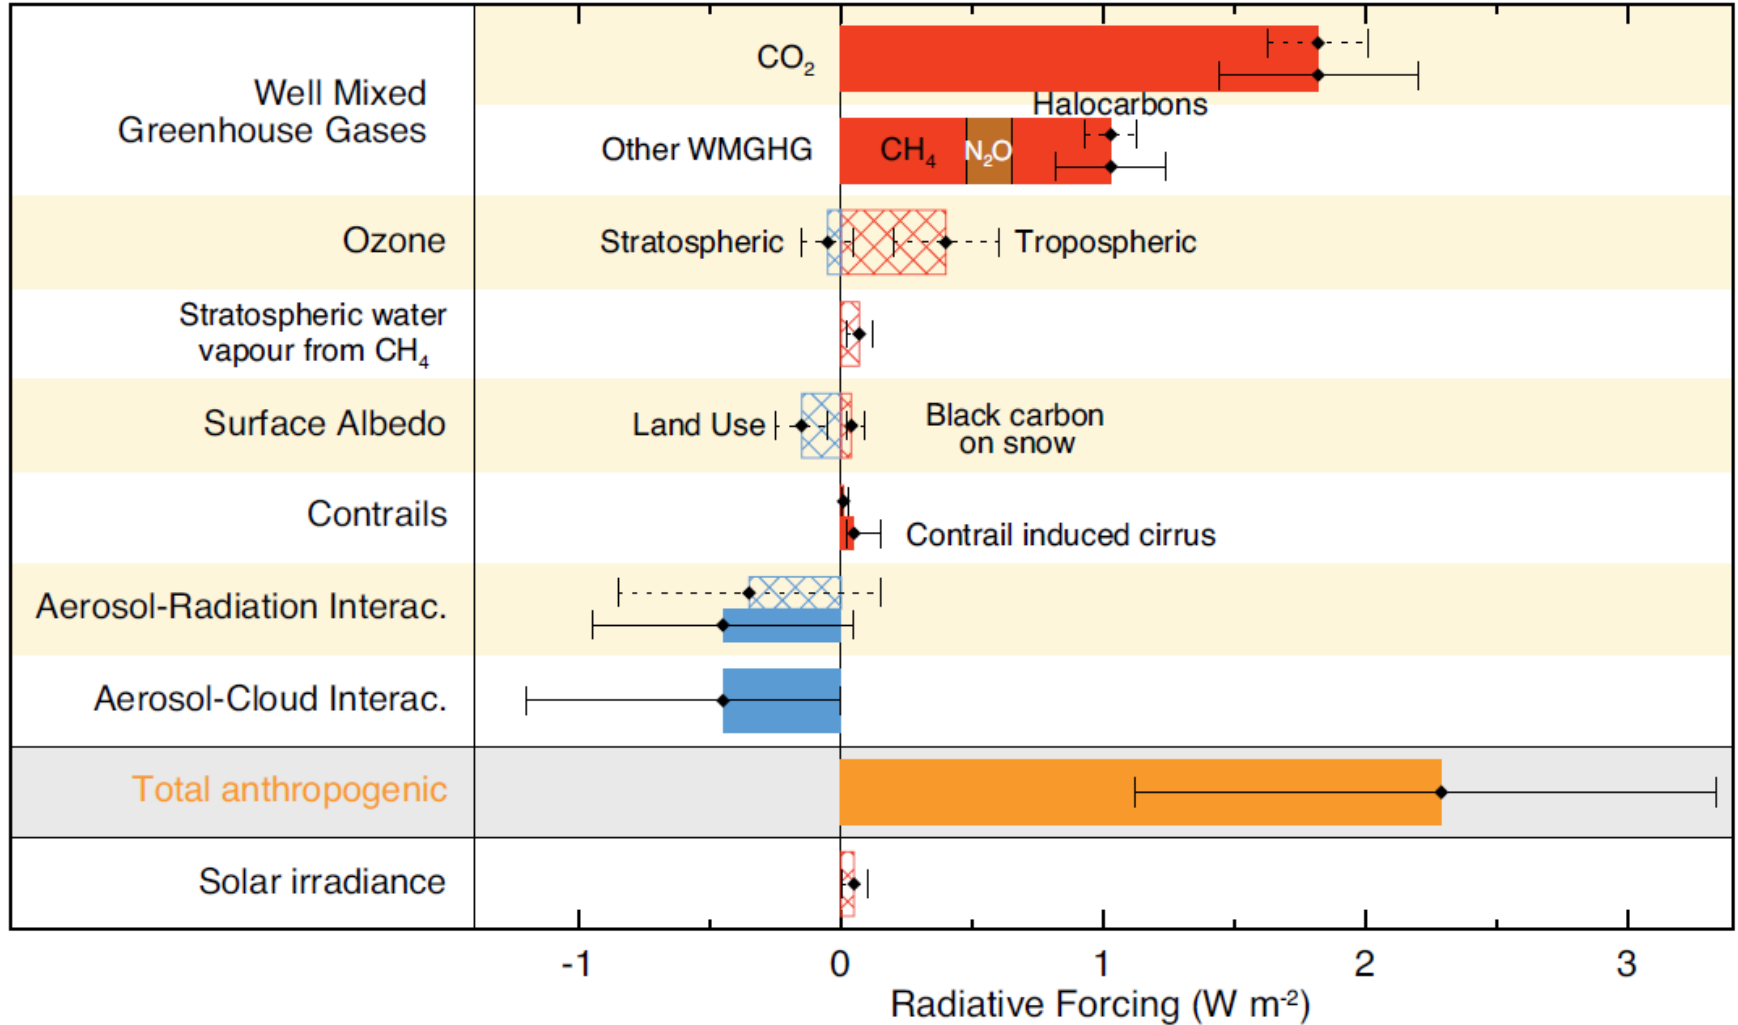 CO₂
Well Mixed
Greenhouse Gases
Halocarbons
Other WMGHG
CH₄
N₂O
Ozone
Stratospheric
Tropospheric
Stratospheric water
vapour from CH₄
Surface Albedo
Land Use
Black carbon
on snow
Contrails
Contrail induced cirrus
Aerosol-Radiation Interac.
Aerosol-Cloud Interac.
Total anthropogenic
Solar irradiance
-1 0 1 2 3
Radiative Forcing (W m⁻²)